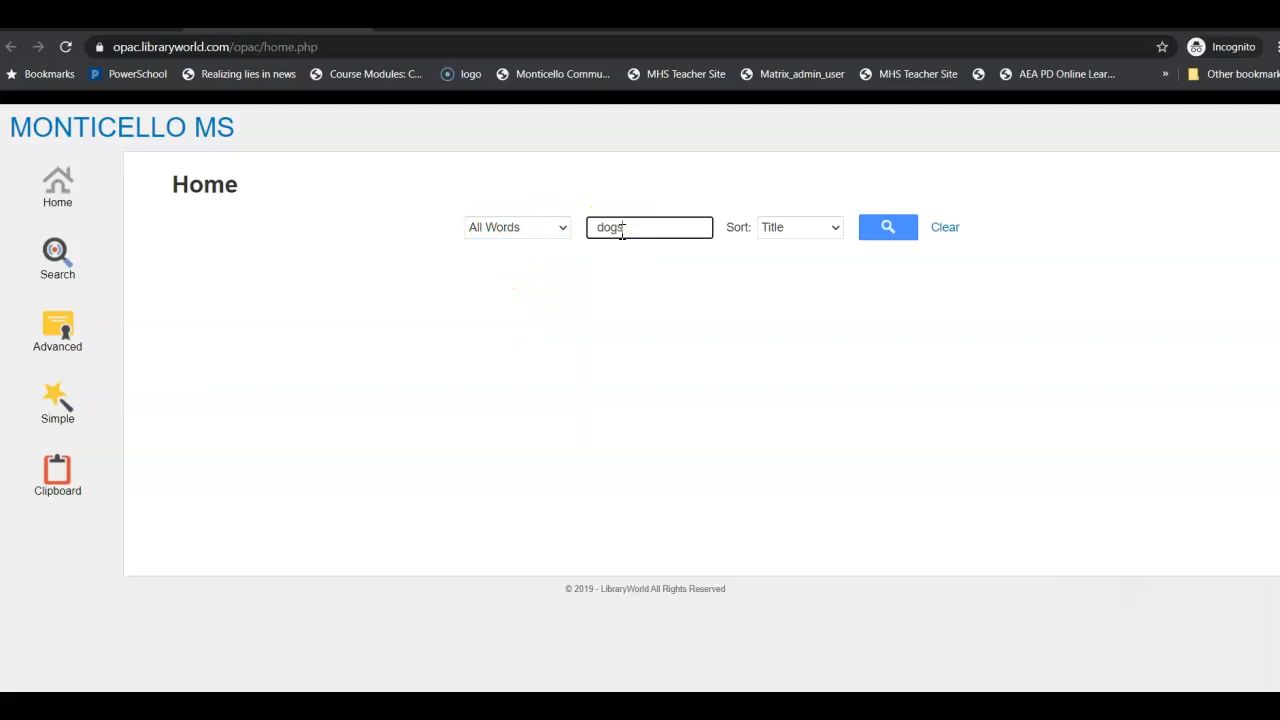 opac.libraryworld.com/opac/home.php
Incognito
Bookmarks PowerSchool Realizing lies in news Course Modules: C... logo Monticello Commu... MHS Teacher Site Matrix_admin_user MHS Teacher Site AEA PD Online Lear... » Other bookmark
MONTICELLO MS
Home
Search
Advanced
Simple
Clipboard
Home
All Words dogs Sort: Title Clear
© 2019 - LibraryWorld All Rights Reserved